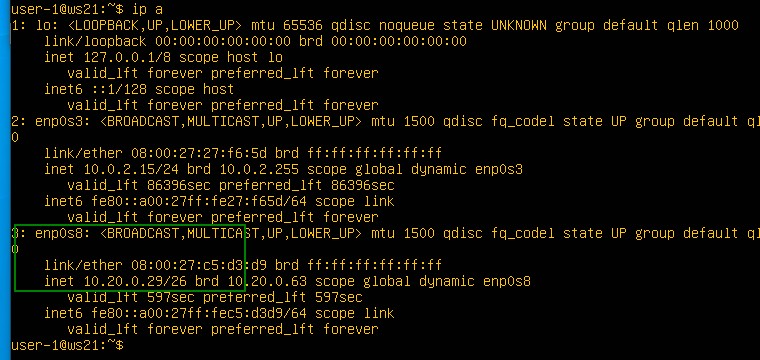 user-1@ws21:~$ ip a
1: lo: <LOOPBACK,UP,LOWER_UP> mtu 65536 qdisc noqueue state UNKNOWN group default qlen 1000
    link/loopback 00:00:00:00:00:00 brd 00:00:00:00:00:00
    inet 127.0.0.1/8 scope host lo
       valid_lft forever preferred_lft forever
    inet6 ::1/128 scope host
       valid_lft forever preferred_lft forever
2: enp0s3: <BROADCAST,MULTICAST,UP,LOWER_UP> mtu 1500 qdisc fq_codel state UP group default ql
0
    link/ether 08:00:27:27:f6:5d brd ff:ff:ff:ff:ff:ff
    inet 10.0.2.15/24 brd 10.0.2.255 scope global dynamic enp0s3
       valid_lft 86396sec preferred_lft 86396sec
    inet6 fe80::a00:27ff:fe27:f65d/64 scope link
       valid_lft forever preferred_lft forever
3: enp0s8: <BROADCAST,MULTICAST,UP,LOWER_UP> mtu 1500 qdisc fq_codel state UP group default ql
0
    link/ether 08:00:27:c5:d3:d9 brd ff:ff:ff:ff:ff:ff
    inet 10.20.0.29/26 brd 10.20.0.63 scope global dynamic enp0s8
       valid_lft 597sec preferred_lft 597sec
    inet6 fe80::a00:27ff:fec5:d3d9/64 scope link
       valid_lft forever preferred_lft forever
user-1@ws21:~$